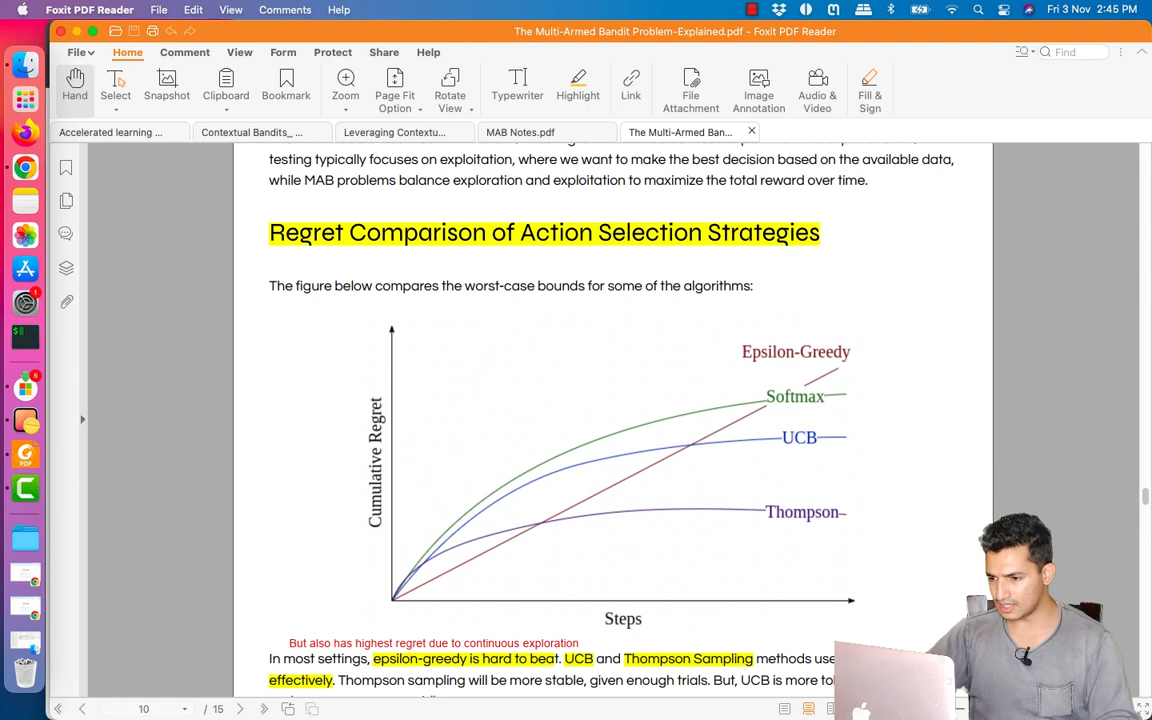 Foxit PDF Reader File Edit View Window Comments Help Fri 3 Nov 2:45 PM
The Multi-Armed Bandit Problem-Explained.pdf - Foxit PDF Reader
File Home Comment View Form Protect Share Help Find
Hand Select Snapshot Clipboard Bookmark Zoom Page Fit Option Rotate View Typewriter Highlight Link File Attachment Image Annotation Audio & Video Fill & Sign
Accelerated learning ... Contextual Bandits_ ... Leveraging Contextu... MAB Notes.pdf The Multi-Armed Ban...
testing typically focuses on exploitation, where we want to make the best decision based on the available data,
while MAB problems balance exploration and exploitation to maximize the total reward over time.
Regret Comparison of Action Selection Strategies
The figure below compares the worst-case bounds for some of the algorithms:
Epsilon-Greedy
Softmax
UCB
Thompson
Cumulative Regret
Steps
But also has highest regret due to continuous exploration
In most settings, epsilon-greedy is hard to beat. UCB and Thompson Sampling methods use
effectively. Thompson sampling will be more stable, given enough trials. But, UCB is more
10 / 15